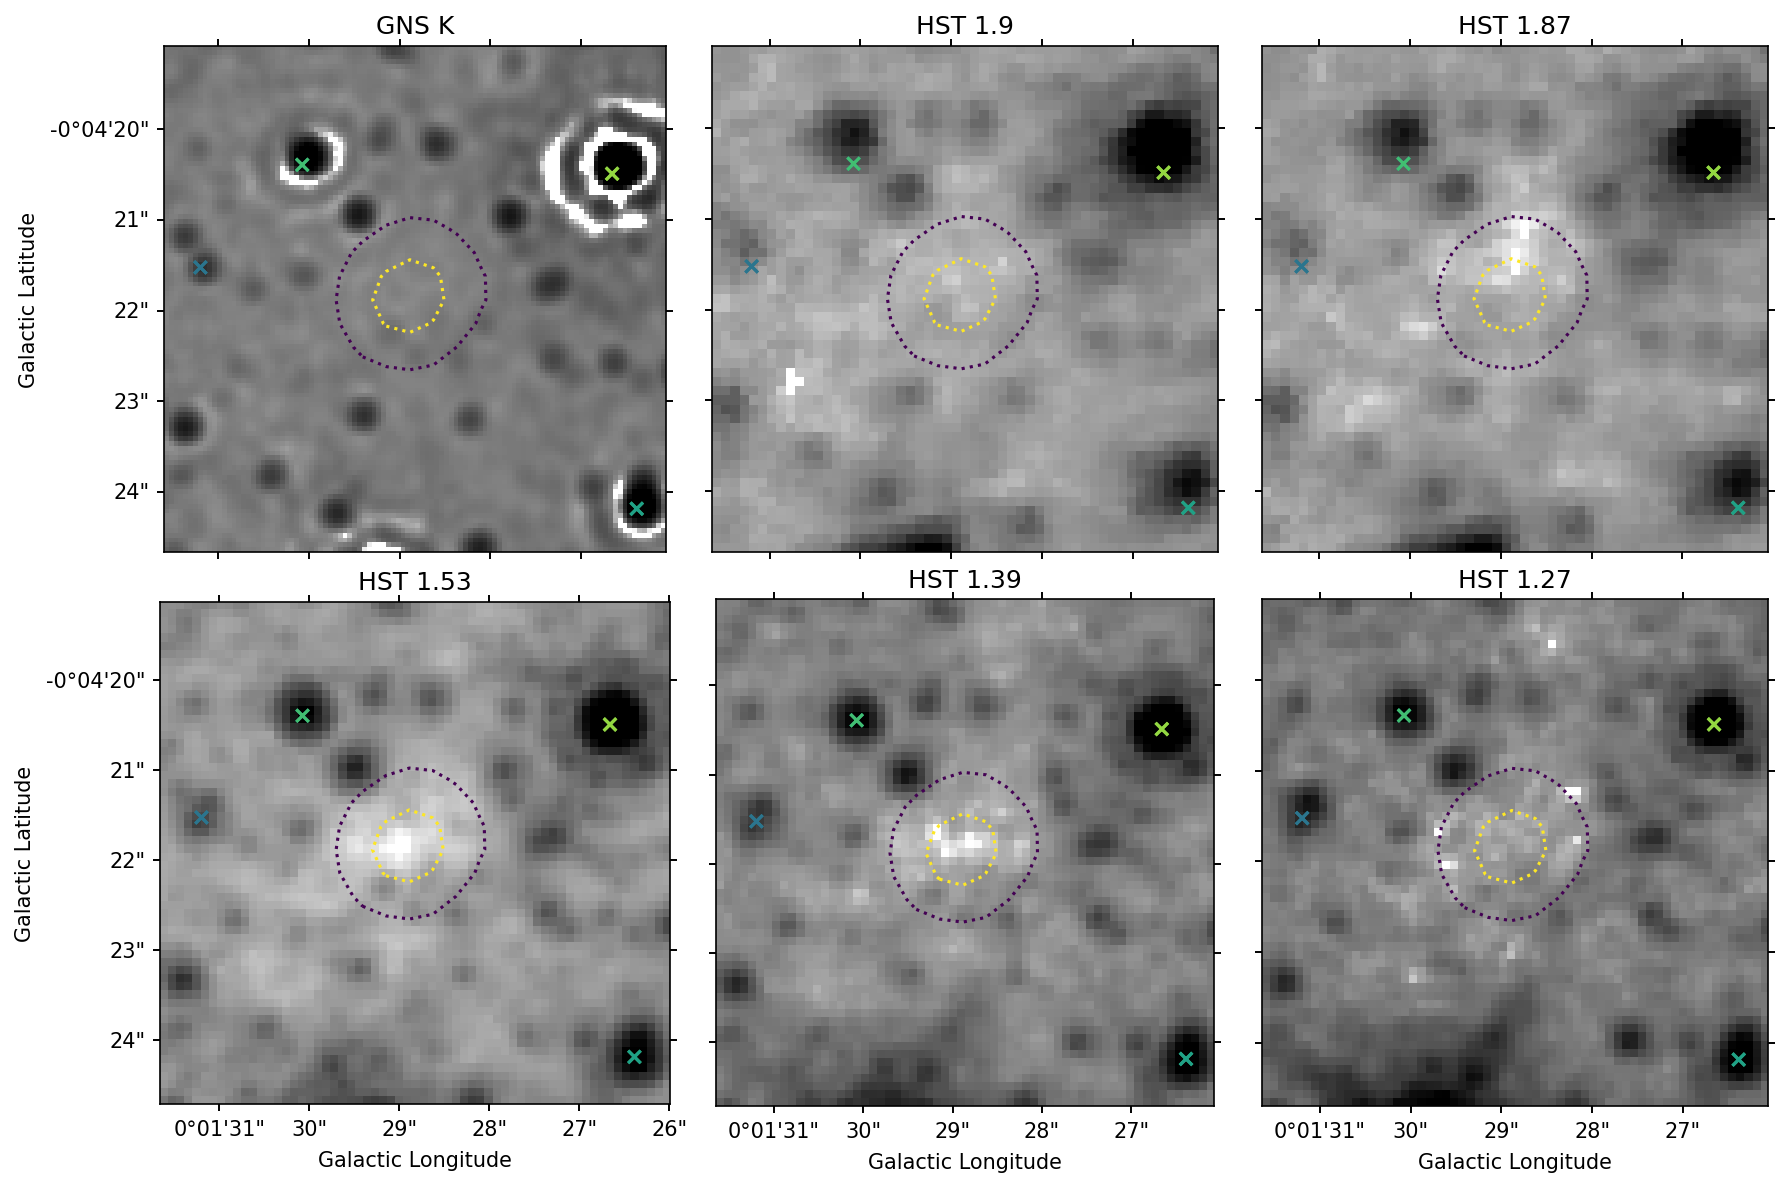 GNS K
HST 1.9
HST 1.87
-0°04'20"
21"
22"
23"
24"
Galactic Latitude
HST 1.53
HST 1.39
HST 1.27
-0°04'20"
21"
22"
23"
24"
Galactic Latitude
0°01'31" 30" 29" 28" 27" 26"
Galactic Longitude
0°01'31" 30" 29" 28" 27"
Galactic Longitude
0°01'31" 30" 29" 28" 27"
Galactic Longitude